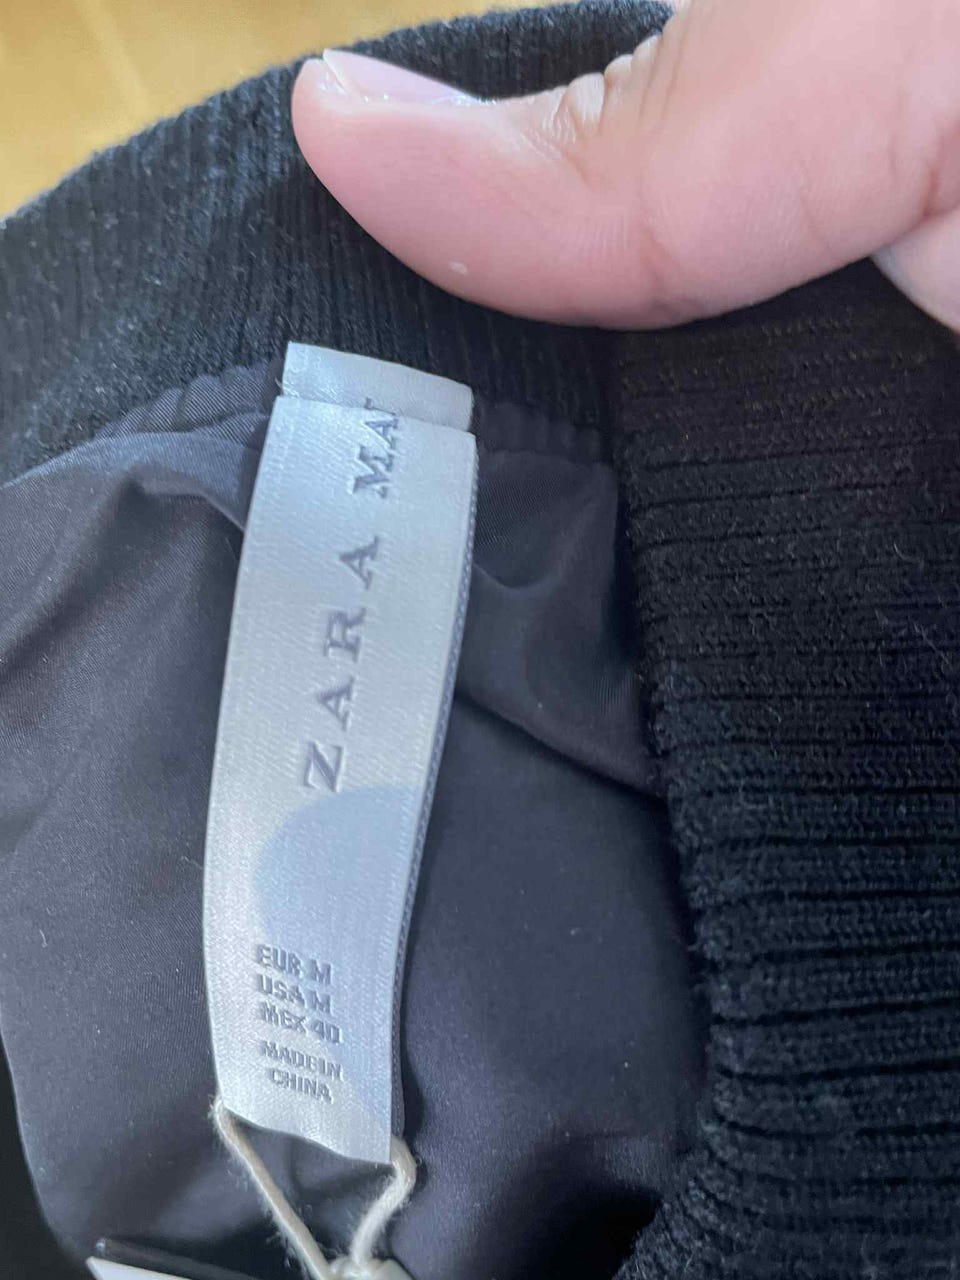 ZARA MA
EUR M
USA M
MEX 40
MADE IN
CHINA